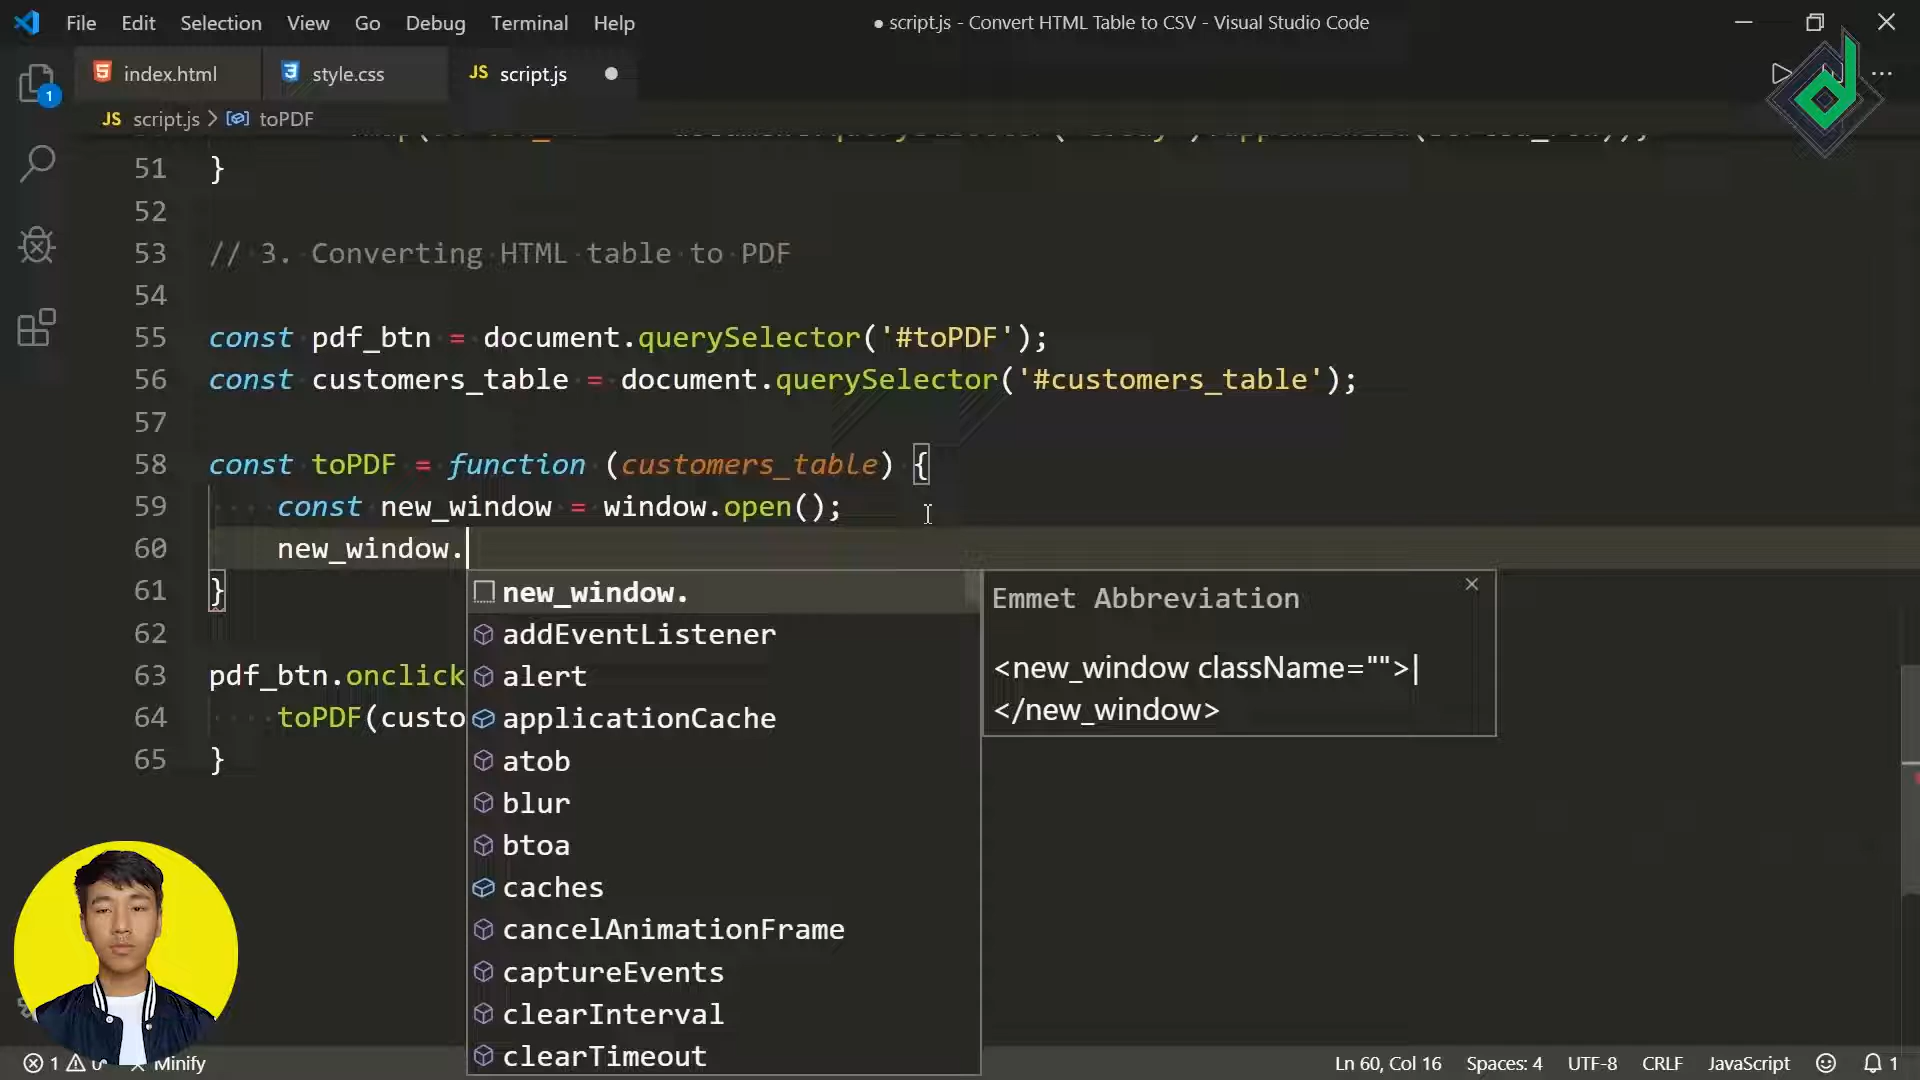 File Edit Selection View Go Debug Terminal Help
● script.js - Convert HTML Table to CSV - Visual Studio Code
index.html
style.css
JS script.js
1
JS script.js > toPDF
51 }
52
53 // 3. Converting HTML table to PDF
54
55 const pdf_btn = document.querySelector('#toPDF');
56 const customers_table = document.querySelector('#customers_table');
57
58 const toPDF = function (customers_table) {
59 const new_window = window.open();
60 new_window.
61 }
62
63 pdf_btn.onclick
64 toPDF(custo
65 }
new_window.
addEventListener
alert
applicationCache
atob
blur
btoa
caches
cancelAnimationFrame
captureEvents
clearInterval
clearTimeout
Emmet Abbreviation
<new_window className="">|
</new_window>
1 0 Minify
Ln 60, Col 16 Spaces: 4 UTF-8 CRLF JavaScript 1